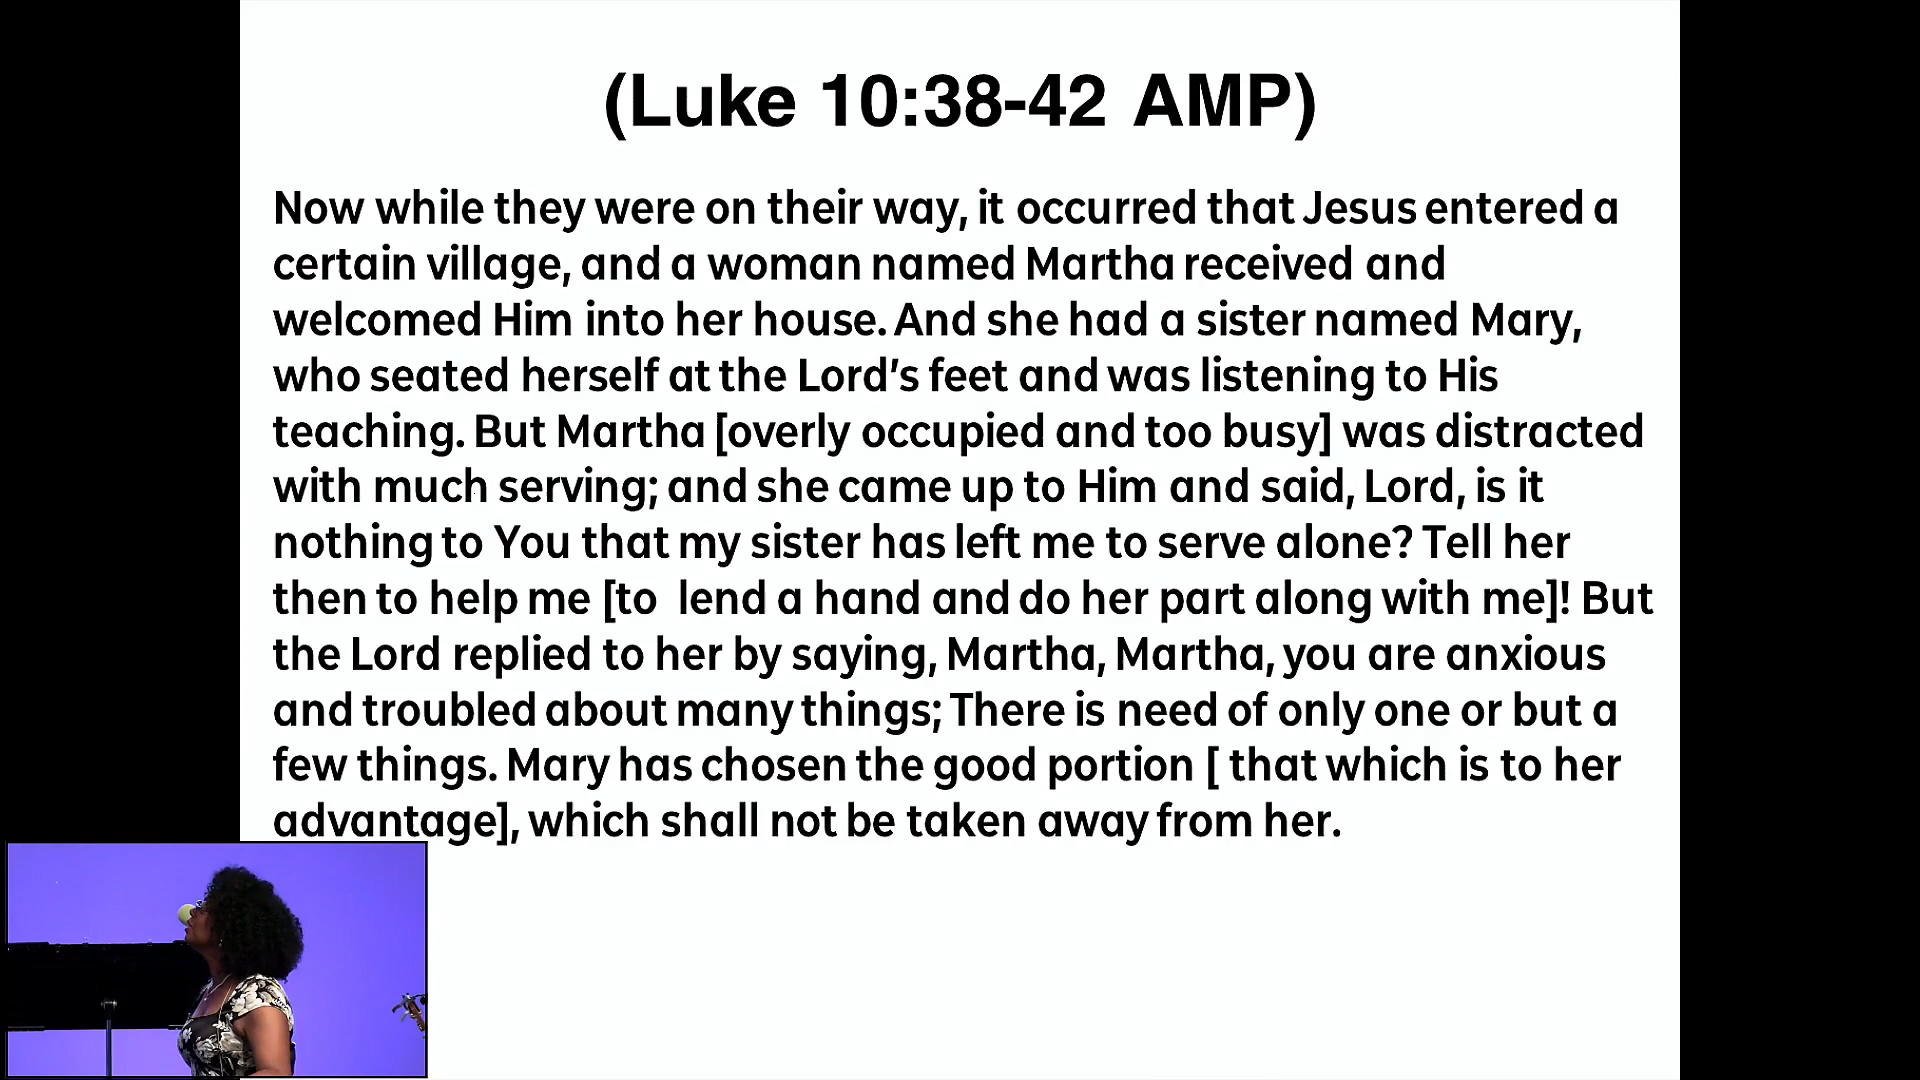 (Luke 10:38-42 AMP)
Now while they were on their way, it occurred that Jesus entered a
certain village, and a woman named Martha received and
welcomed Him into her house. And she had a sister named Mary,
who seated herself at the Lord’s feet and was listening to His
teaching. But Martha [overly occupied and too busy] was distracted
with much serving; and she came up to Him and said, Lord, is it
nothing to You that my sister has left me to serve alone? Tell her
then to help me [to lend a hand and do her part along with me]! But
the Lord replied to her by saying, Martha, Martha, you are anxious
and troubled about many things; There is need of only one or but a
few things. Mary has chosen the good portion [ that which is to her
advantage], which shall not be taken away from her.